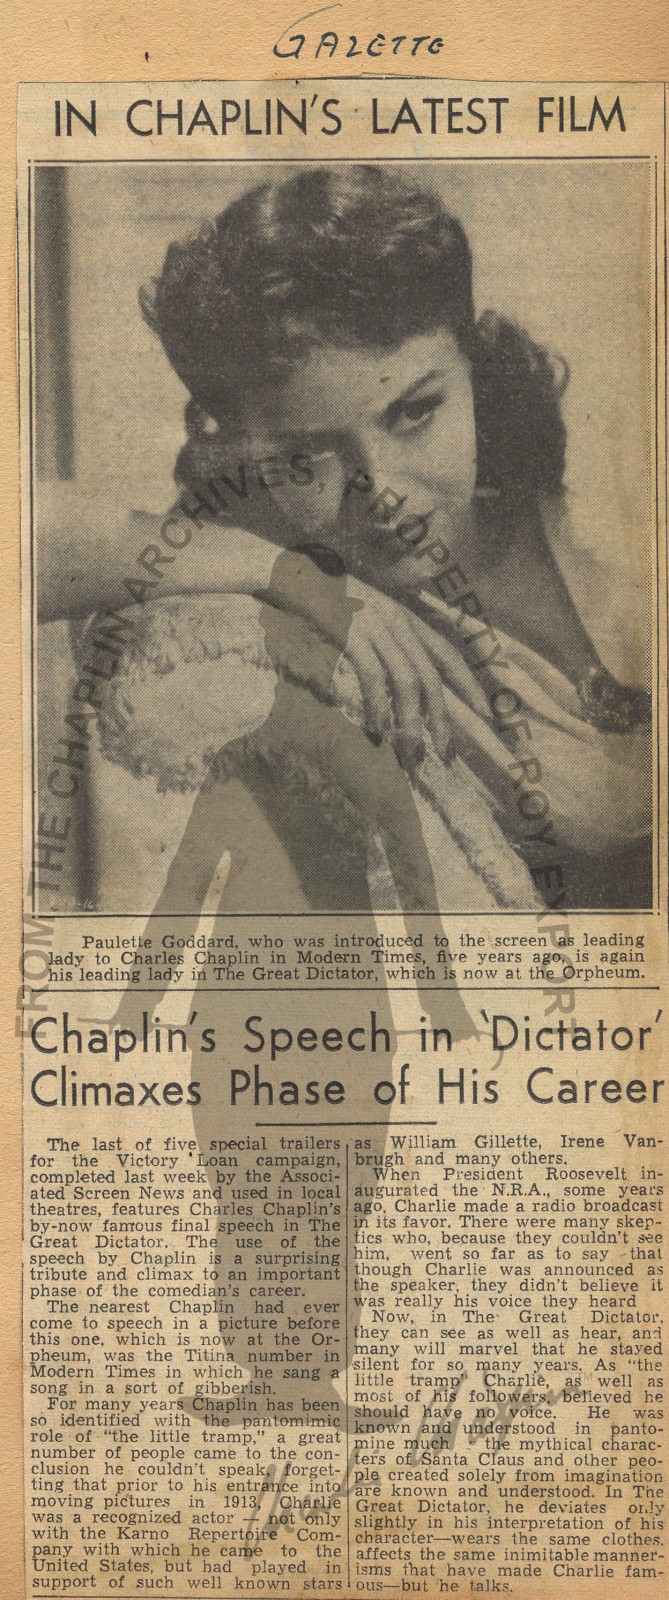 GAZETTE
IN CHAPLIN'S LATEST FILM
FROM THE CHAPLIN ARCHIVES, PROPERTY OF ROY EXPORT
Paulette Goddard, who was introduced to the screen as leading
lady to Charles Chaplin in Modern Times, five years ago, is again
his leading lady in The Great Dictator, which is now at the Orpheum.
Chaplin's Speech in 'Dictator'
Climaxes Phase of His Career
The last of five special trailers
for the Victory Loan campaign,
completed last week by the Associ-
ated Screen News and used in local
theatres, features Charles Chaplin's
by-now famous final speech in The
Great Dictator. The use of the
speech by Chaplin is a surprising
tribute and climax to an important
phase of the comedian's career.
The nearest Chaplin had ever
come to speech in a picture before
this one, which is now at the Or-
pheum, was the Titina number in
Modern Times in which he sang a
song in a sort of gibberish.
For many years Chaplin has been
so identified with the pantomimic
role of "the little tramp," a great
number of people came to the con-
clusion he couldn't speak, forget-
ting that prior to his entrance into
moving pictures in 1913, Charlie
was a recognized actor — not only
with the Karno Repertoire Com-
pany with which he came to the
United States, but had played in
support of such well known stars
as William Gillette, Irene Van-
brugh and many others.
When President Roosevelt in-
augurated the N.R.A., some years
ago, Charlie made a radio broadcast
in its favor. There were many skep-
tics who, because they couldn't see
him, went so far as to say that
though Charlie was announced as
the speaker, they didn't believe it
was really his voice they heard
Now, in The Great Dictator,
they can see as well as hear, and
many will marvel that he stayed
silent for so many years. As "the
little tramp" Charlie, as well as
most of his followers, believed he
should have no voice. He was
known and understood in panto-
mine much the mythical charac-
ters of Santa Claus and other peo-
ple created solely from imagination
are known and understood. In The
Great Dictator, he deviates only
slightly in his interpretation of his
character—wears the same clothes,
affects the same inimitable manner-
isms that have made Charlie fam-
ous—but he talks.